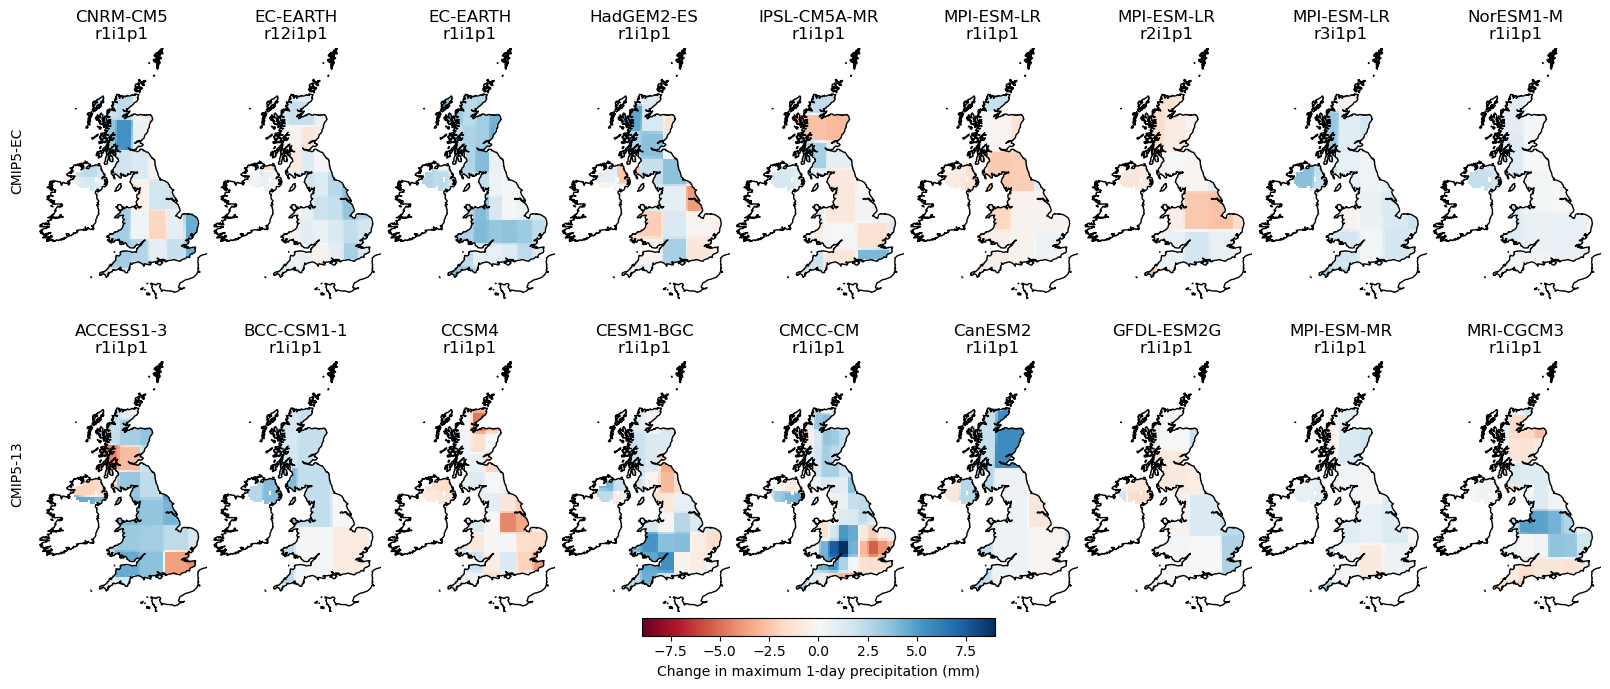 CNRM-CM5 EC-EARTH EC-EARTH HadGEM2-ES IPSL-CM5A-MR MPI-ESM-LR MPI-ESM-LR MPI-ESM-LR NorESM1-M
r1i1p1 r12i1p1 r1i1p1 r1i1p1 r1i1p1 r1i1p1 r2i1p1 r3i1p1 r1i1p1
CMIP5-EC
ACCESS1-3 BCC-CSM1-1 CCSM4 CESM1-BGC CMCC-CM CanESM2 GFDL-ESM2G MPI-ESM-MR MRI-CGCM3
r1i1p1 r1i1p1 r1i1p1 r1i1p1 r1i1p1 r1i1p1 r1i1p1 r1i1p1 r1i1p1
CMIP5-13
−7.5 −5.0 −2.5 0.0 2.5 5.0 7.5
Change in maximum 1-day precipitation (mm)